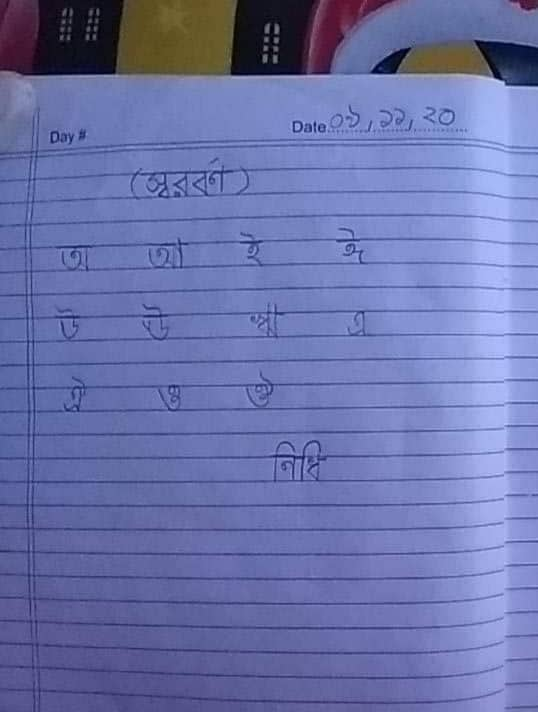 Day #
Date ০১, ১১, ২০
(স্বরবর্ণ)
অ আ ই ঈ
উ ঊ ঋ এ
ঐ ও ঔ
নিধি